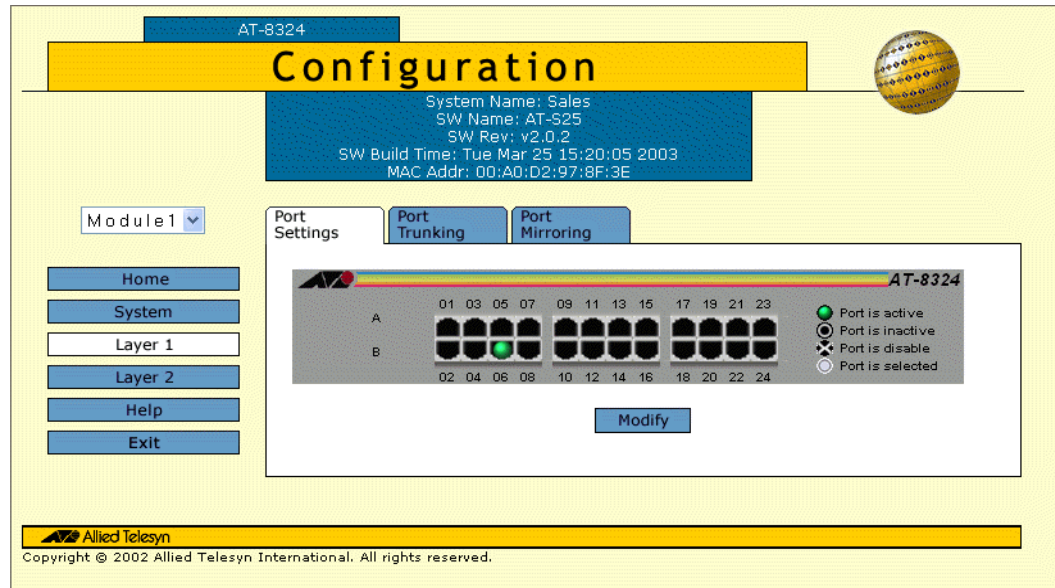 AT-8324
Configuration
System Name: Sales
SW Name: AT-S25
SW Rev: v2.0.2
SW Build Time: Tue Mar 25 15:20:05 2003
MAC Addr: 00:A0:D2:97:8F:3E
Module1
Port Settings
Port Trunking
Port Mirroring
Home
System
Layer 1
Layer 2
Help
Exit
AT-8324
01 03 05 07 09 11 13 15 17 19 21 23
A
B
02 04 06 08 10 12 14 16 18 20 22 24
Port is active
Port is inactive
Port is disable
Port is selected
Modify
Allied Telesyn
Copyright © 2002 Allied Telesyn International. All rights reserved.